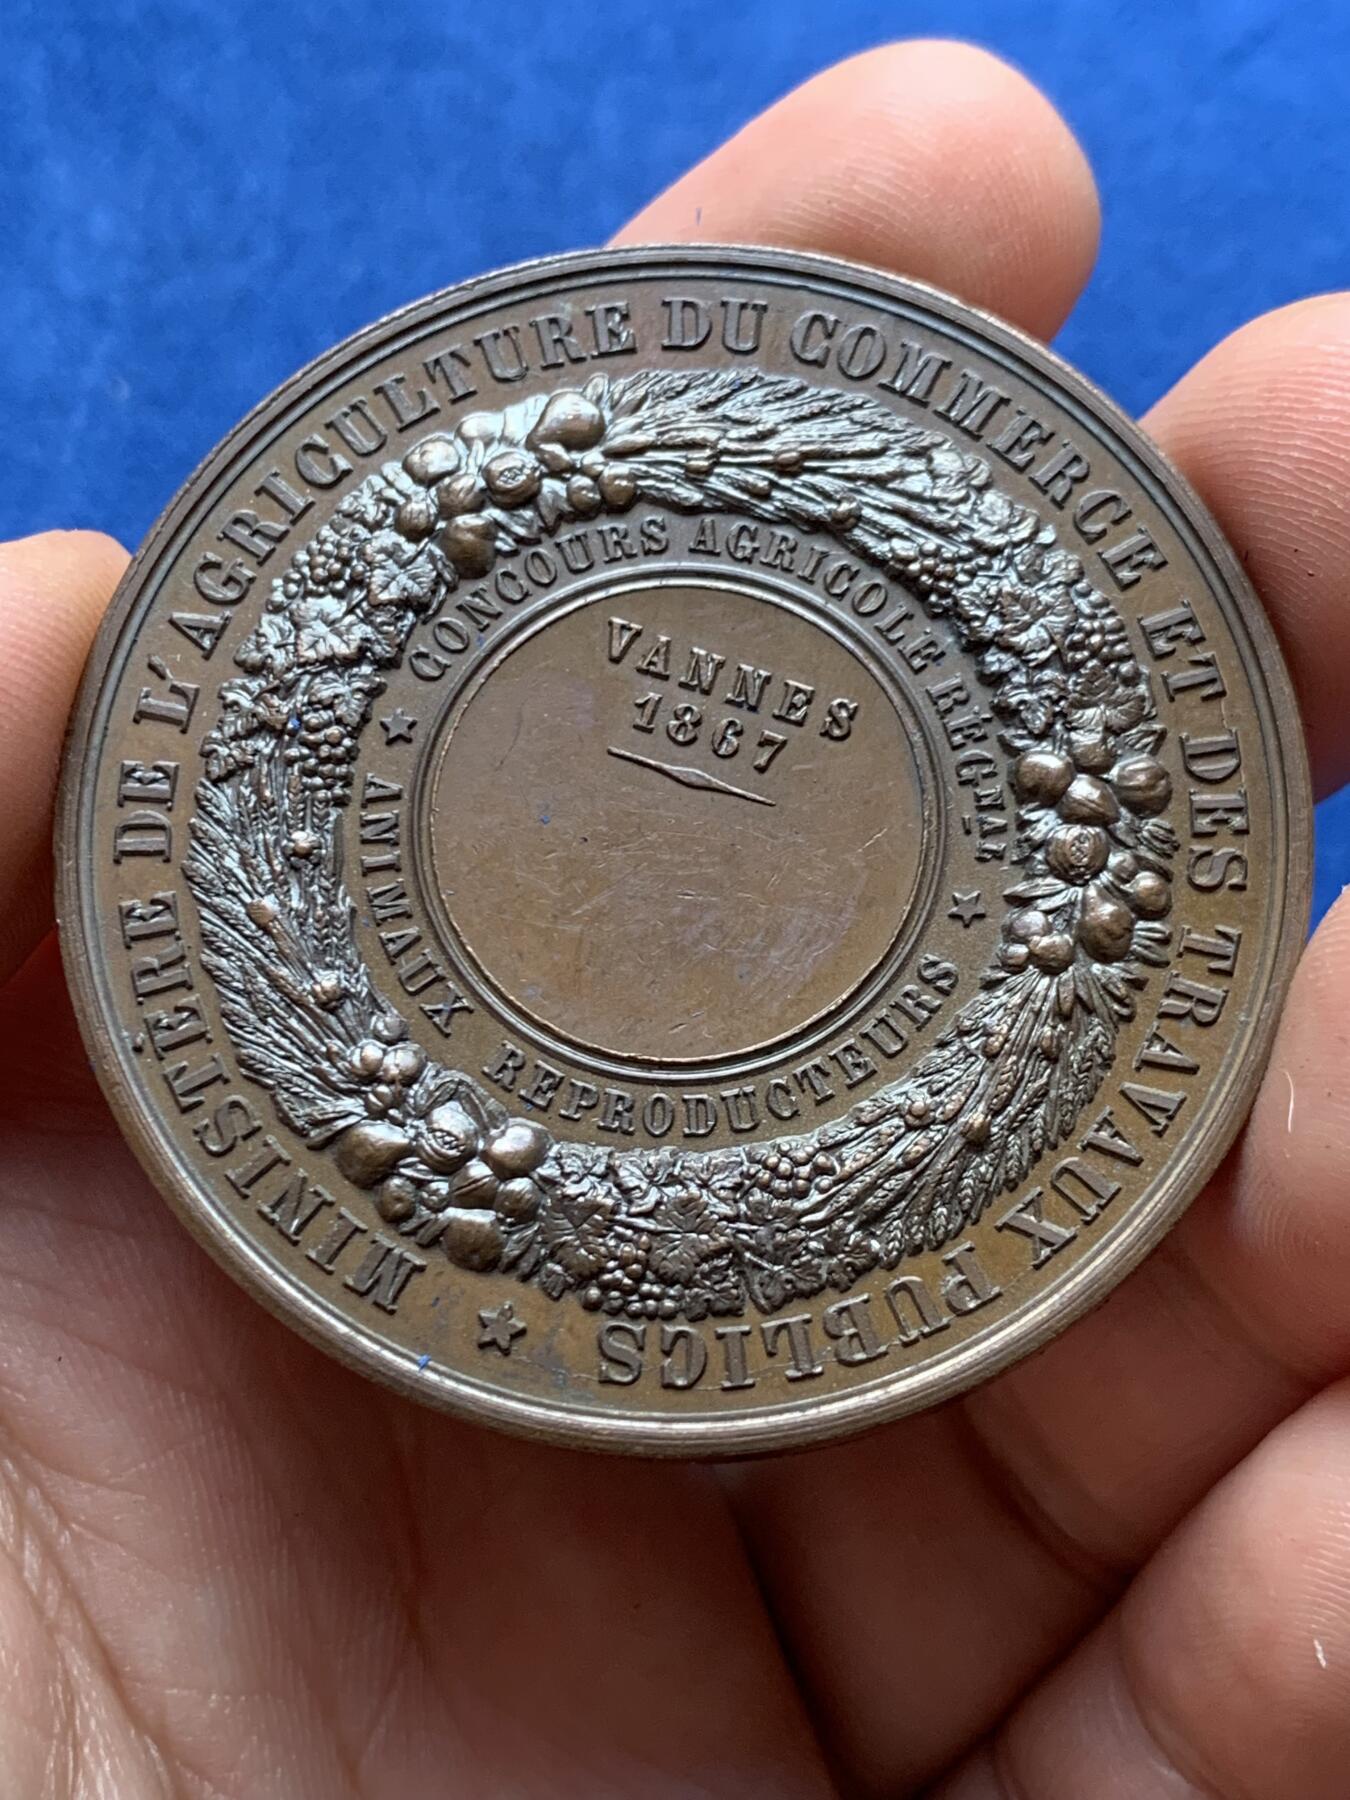 MINISTÈRE DE L'AGRICULTURE DU COMMERCE ET DES TRAVAUX PUBLICS
CONCOURS AGRICOLE RÉGNAL
ANIMAUX REPRODUCTEURS
VANNES
1867